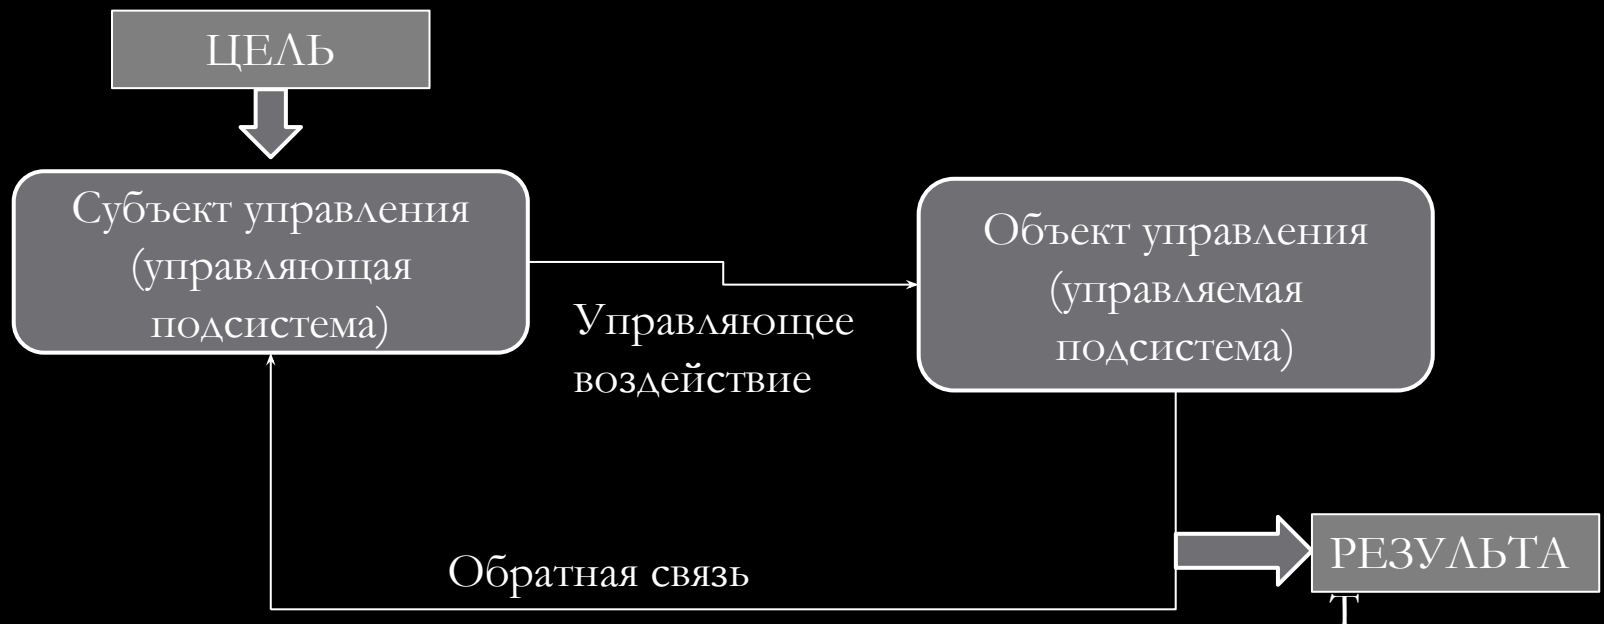 ЦЕЛЬ
Субъект управления
(управляющая
подсистема)
Управляющее
воздействие
Объект управления
(управляемая
подсистема)
Обратная связь
РЕЗУЛЬТА
Т